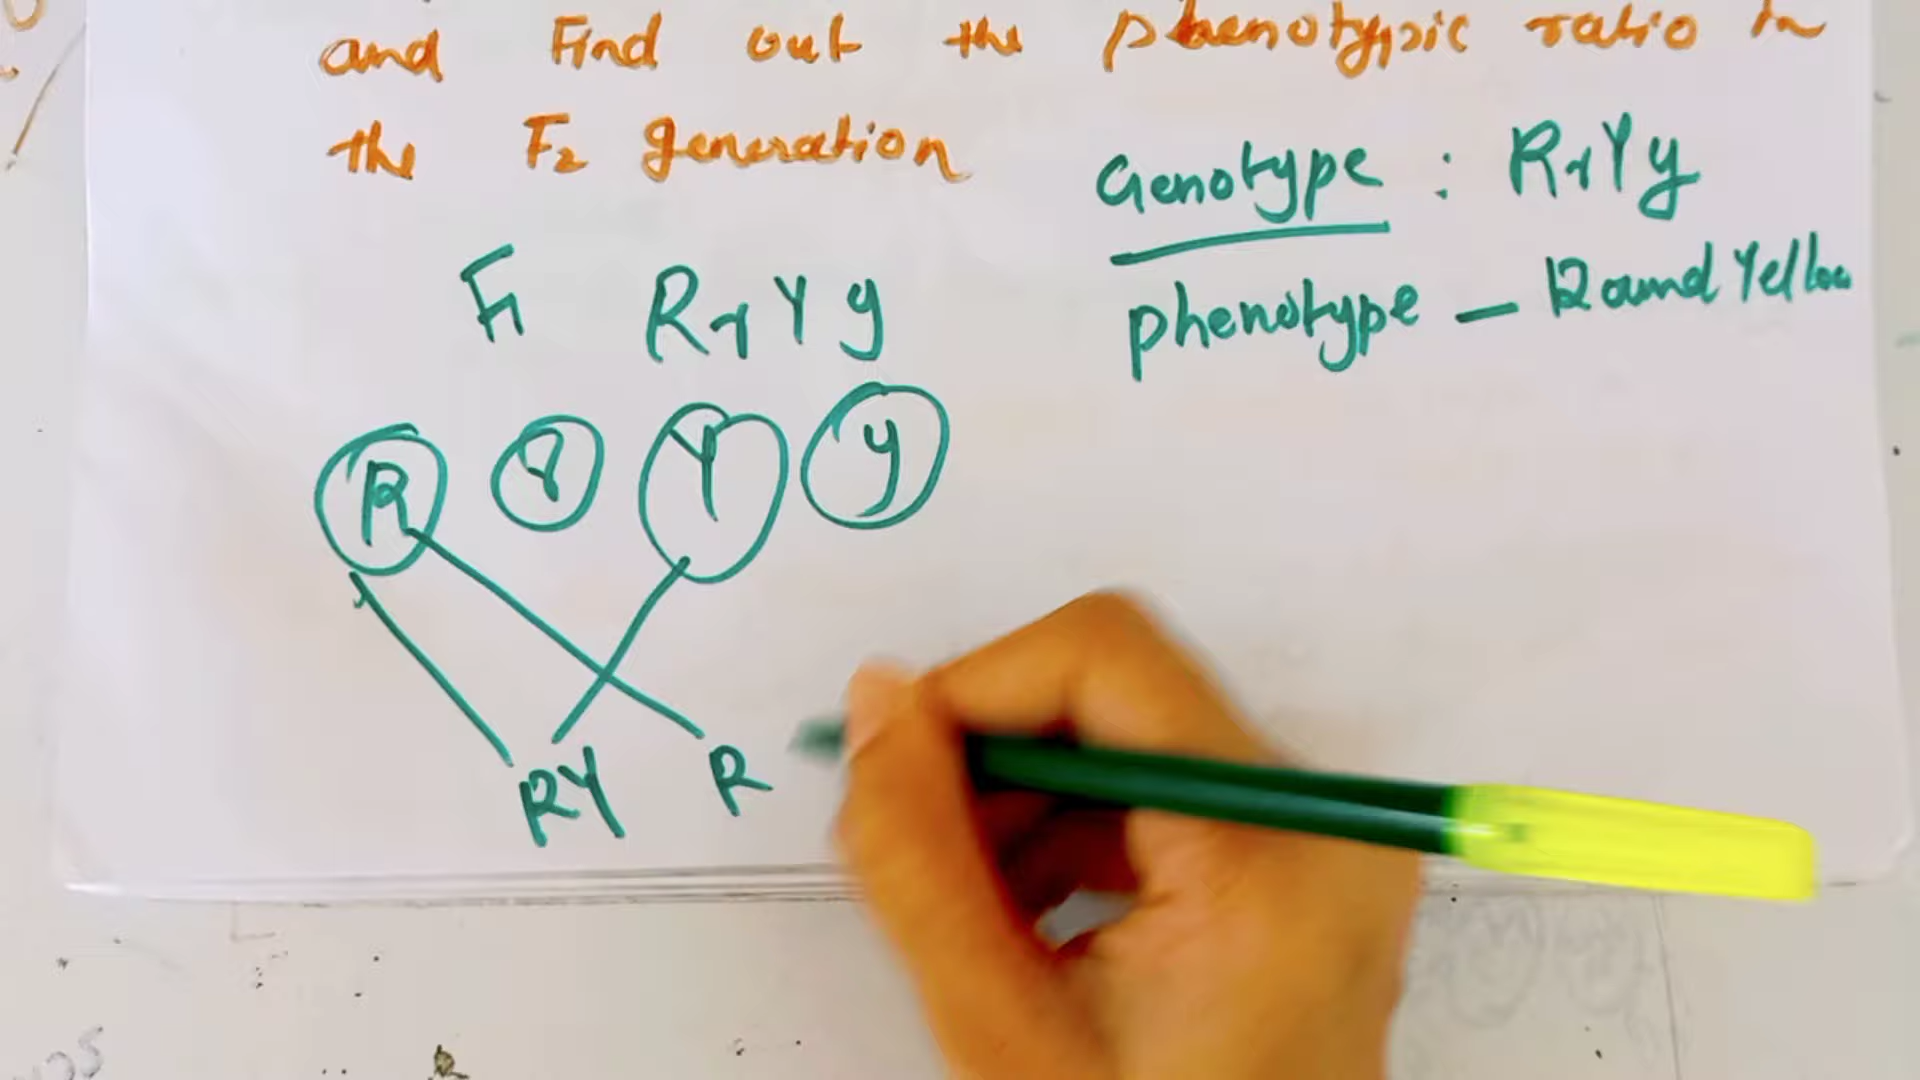 and Find out the phenotypic ratio in
the F2 generation
Genotype : RrYy
phenotype - Round Yellow
F1 RrYy
R r Y y
RY R